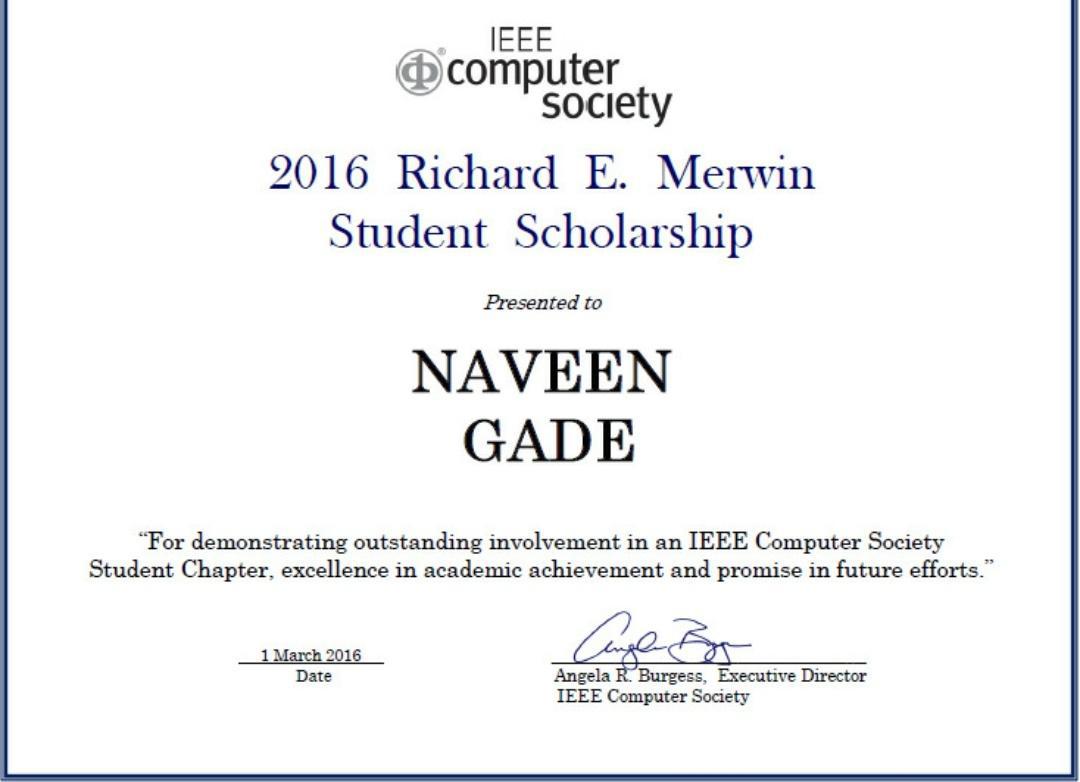 IEEE
computer
society
2016 Richard E. Merwin
Student Scholarship
Presented to
NAVEEN
GADE
“For demonstrating outstanding involvement in an IEEE Computer Society
Student Chapter, excellence in academic achievement and promise in future efforts.”
1 March 2016
Date
Angela R. Burgess, Executive Director
IEEE Computer Society